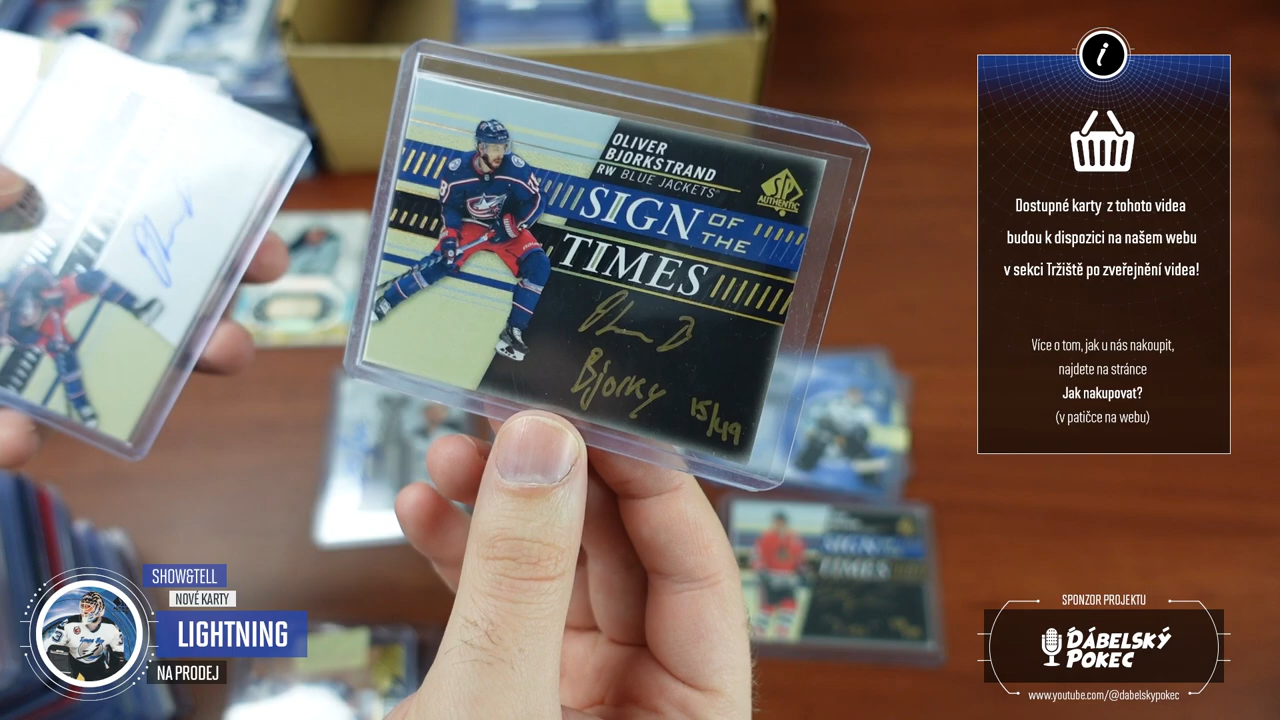 OLIVER
BJORKSTRAND
RW BLUE JACKETS
SP
AUTHENTIC
SIGN OF
THE
TIMES
Bjorky
15/49
SIGN
TIMES
i
Dostupné karty z tohoto videa
budou k dispozici na našem webu
v sekci Tržiště po zveřejnění videa!
Více o tom, jak u nás nakoupit,
najdete na stránce
Jak nakupovat?
(v patičce na webu)
SHOW&TELL
NOVÉ KARTY
LIGHTNING
NA PRODEJ
SPONZOR PROJEKTU
ĎÁBELSKÝ
POKEC
www.youtube.com/@dabelskypokec